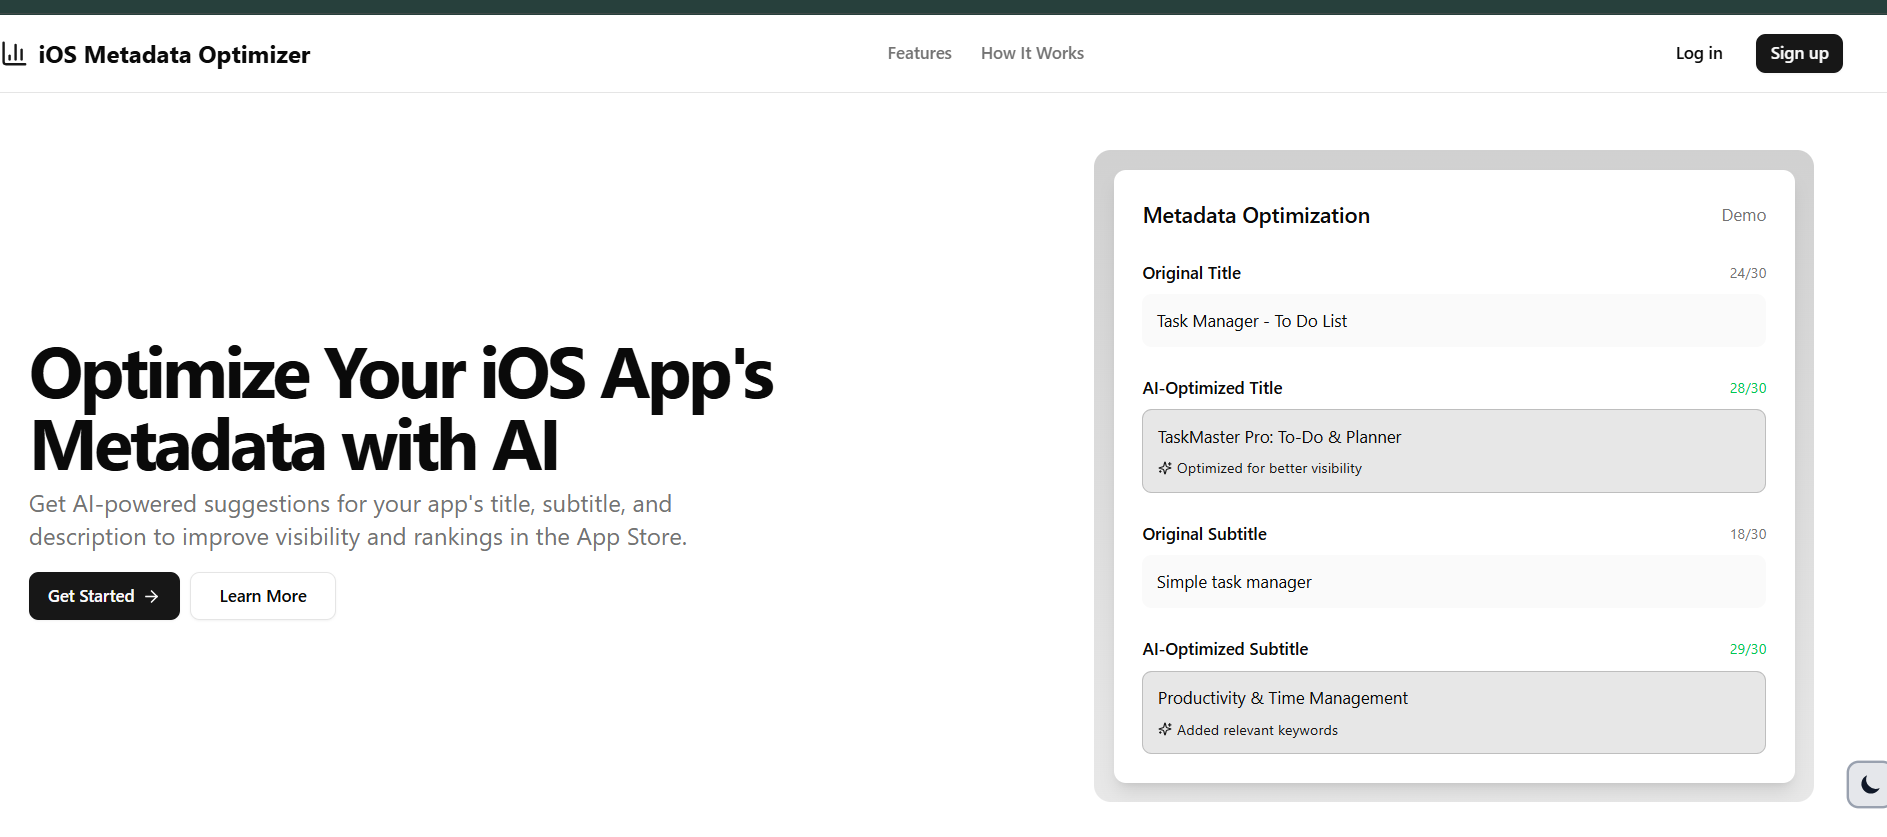 iOS Metadata Optimizer
Features
How It Works
Log in
Sign up
Optimize Your iOS App's
Metadata with AI
Get AI-powered suggestions for your app's title, subtitle, and
description to improve visibility and rankings in the App Store.
Get Started →
Learn More
Metadata Optimization
Demo
Original Title
24/30
Task Manager - To Do List
AI-Optimized Title
28/30
TaskMaster Pro: To-Do & Planner
Optimized for better visibility
Original Subtitle
18/30
Simple task manager
AI-Optimized Subtitle
29/30
Productivity & Time Management
Added relevant keywords